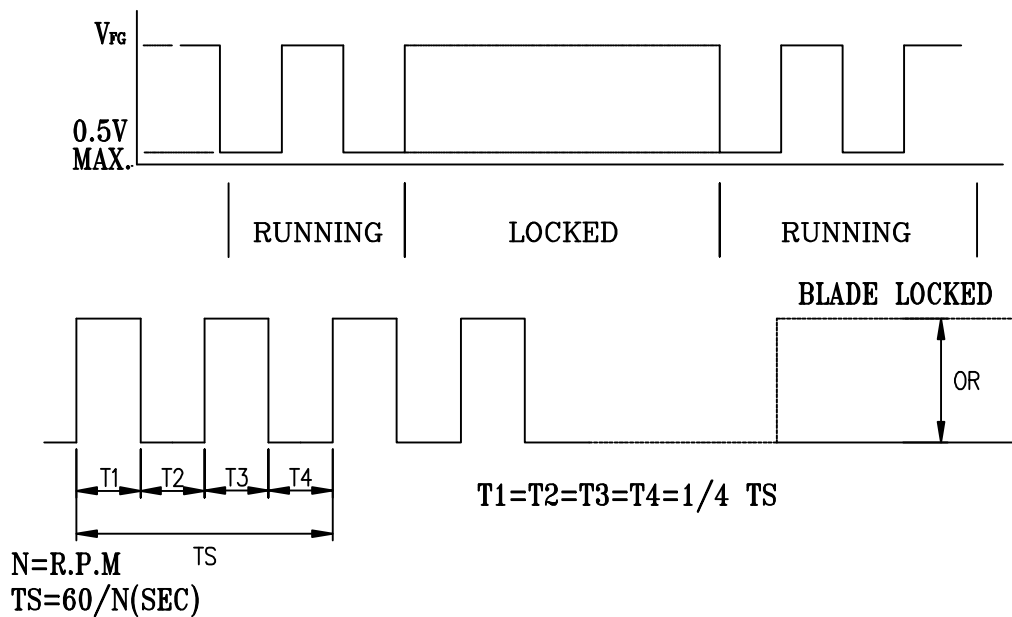 VFG
0.5V
MAX.
RUNNING LOCKED RUNNING
BLADE LOCKED
OR
T1 T2 T3 T4
T1=T2=T3=T4=1/4 TS
TS
N=R.P.M
TS=60/N(SEC)